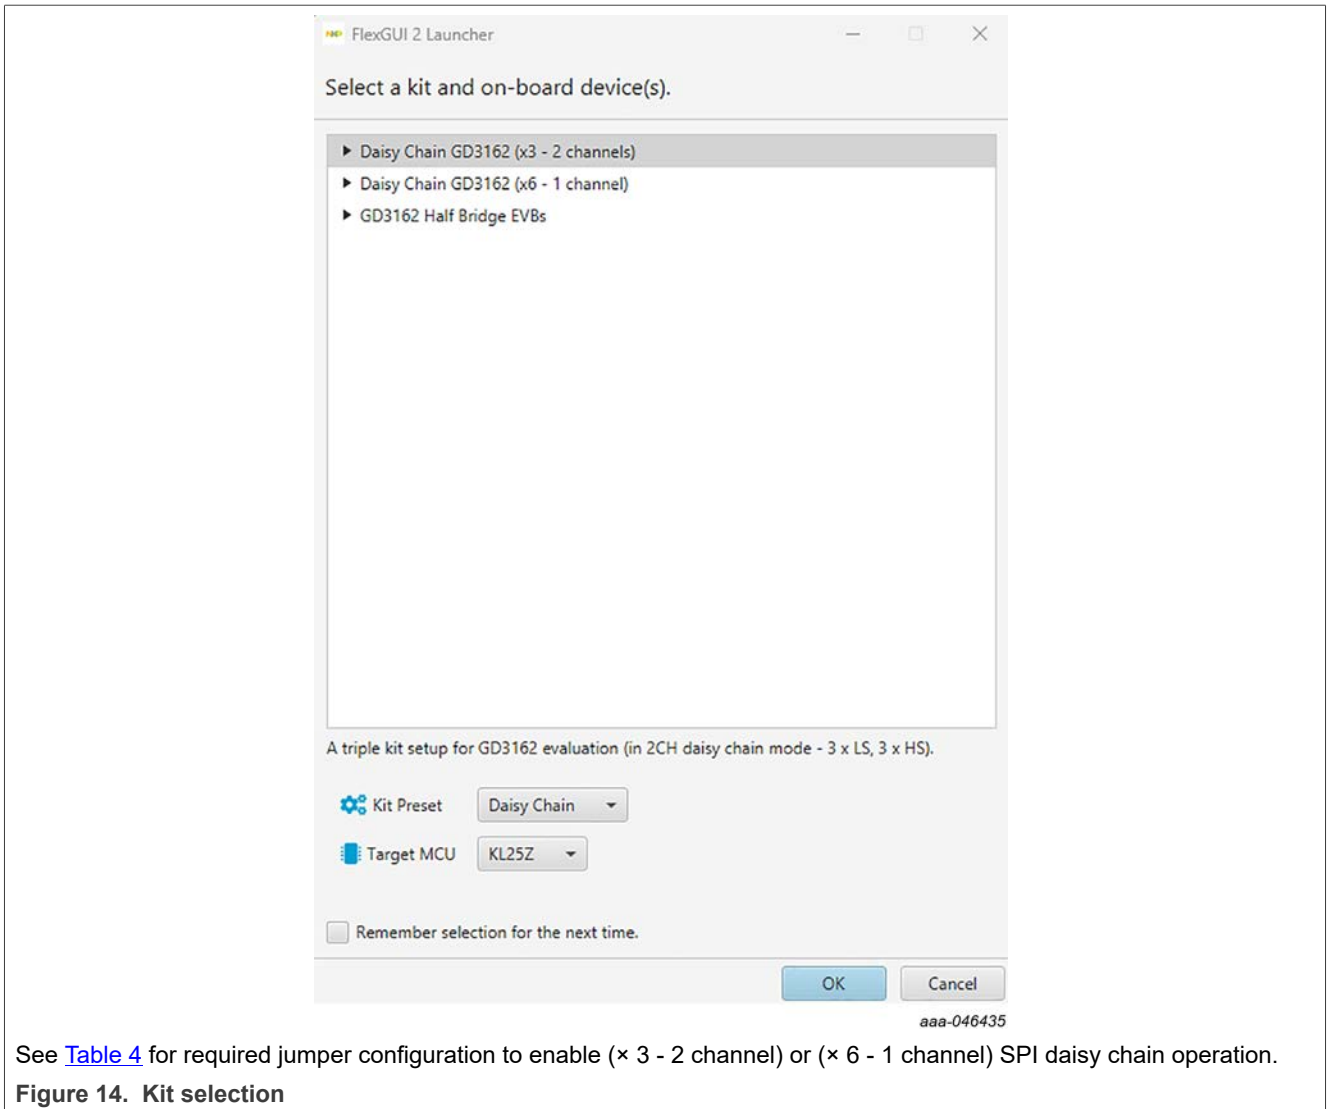 NXP FlexGUI 2 Launcher
Select a kit and on-board device(s).
Daisy Chain GD3162 (x3 - 2 channels)
Daisy Chain GD3162 (x6 - 1 channel)
GD3162 Half Bridge EVBs
A triple kit setup for GD3162 evaluation (in 2CH daisy chain mode - 3 x LS, 3 x HS).
Kit Preset Daisy Chain
Target MCU KL25Z
Remember selection for the next time.
OK Cancel
aaa-046435
See Table 4 for required jumper configuration to enable (× 3 - 2 channel) or (× 6 - 1 channel) SPI daisy chain operation.
Figure 14. Kit selection